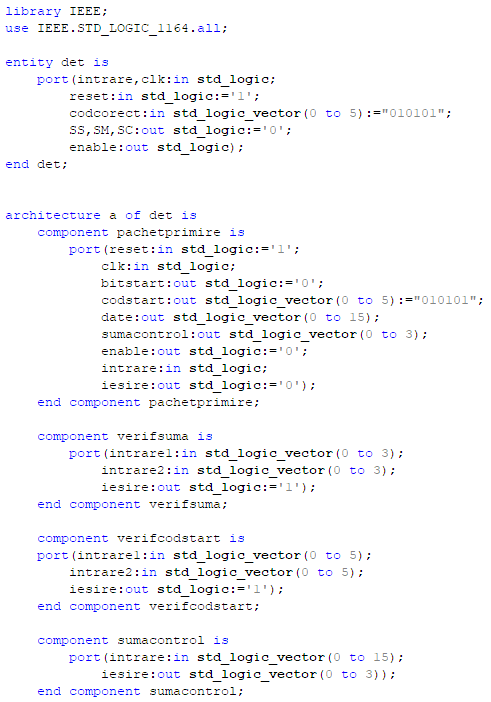 library IEEE;
use IEEE.STD_LOGIC_1164.all;

entity det is
    port(intrare,clk:in std_logic;
        reset:in std_logic:='1';
        codcorect:in std_logic_vector(0 to 5):="010101";
        SS,SM,SC:out std_logic:='0';
        enable:out std_logic);
end det;


architecture a of det is
    component pachetprimire is
        port(reset:in std_logic:='1';
            clk:in std_logic;
            bitstart:out std_logic:='0';
            codstart:out std_logic_vector(0 to 5):="010101";
            date:out std_logic_vector(0 to 15);
            sumacontrol:out std_logic_vector(0 to 3);
            enable:out std_logic:='0';
            intrare:in std_logic;
            iesire:out std_logic:='0');
    end component pachetprimire;

    component verifsuma is
        port(intrare1:in std_logic_vector(0 to 3);
            intrare2:in std_logic_vector(0 to 3);
            iesire:out std_logic:='1');
    end component verifsuma;

    component verifcodstart is
    port(intrare1:in std_logic_vector(0 to 5);
        intrare2:in std_logic_vector(0 to 5);
        iesire:out std_logic:='1');
    end component verifcodstart;

    component sumacontrol is
        port(intrare:in std_logic_vector(0 to 15);
            iesire:out std_logic_vector(0 to 3));
    end component sumacontrol;